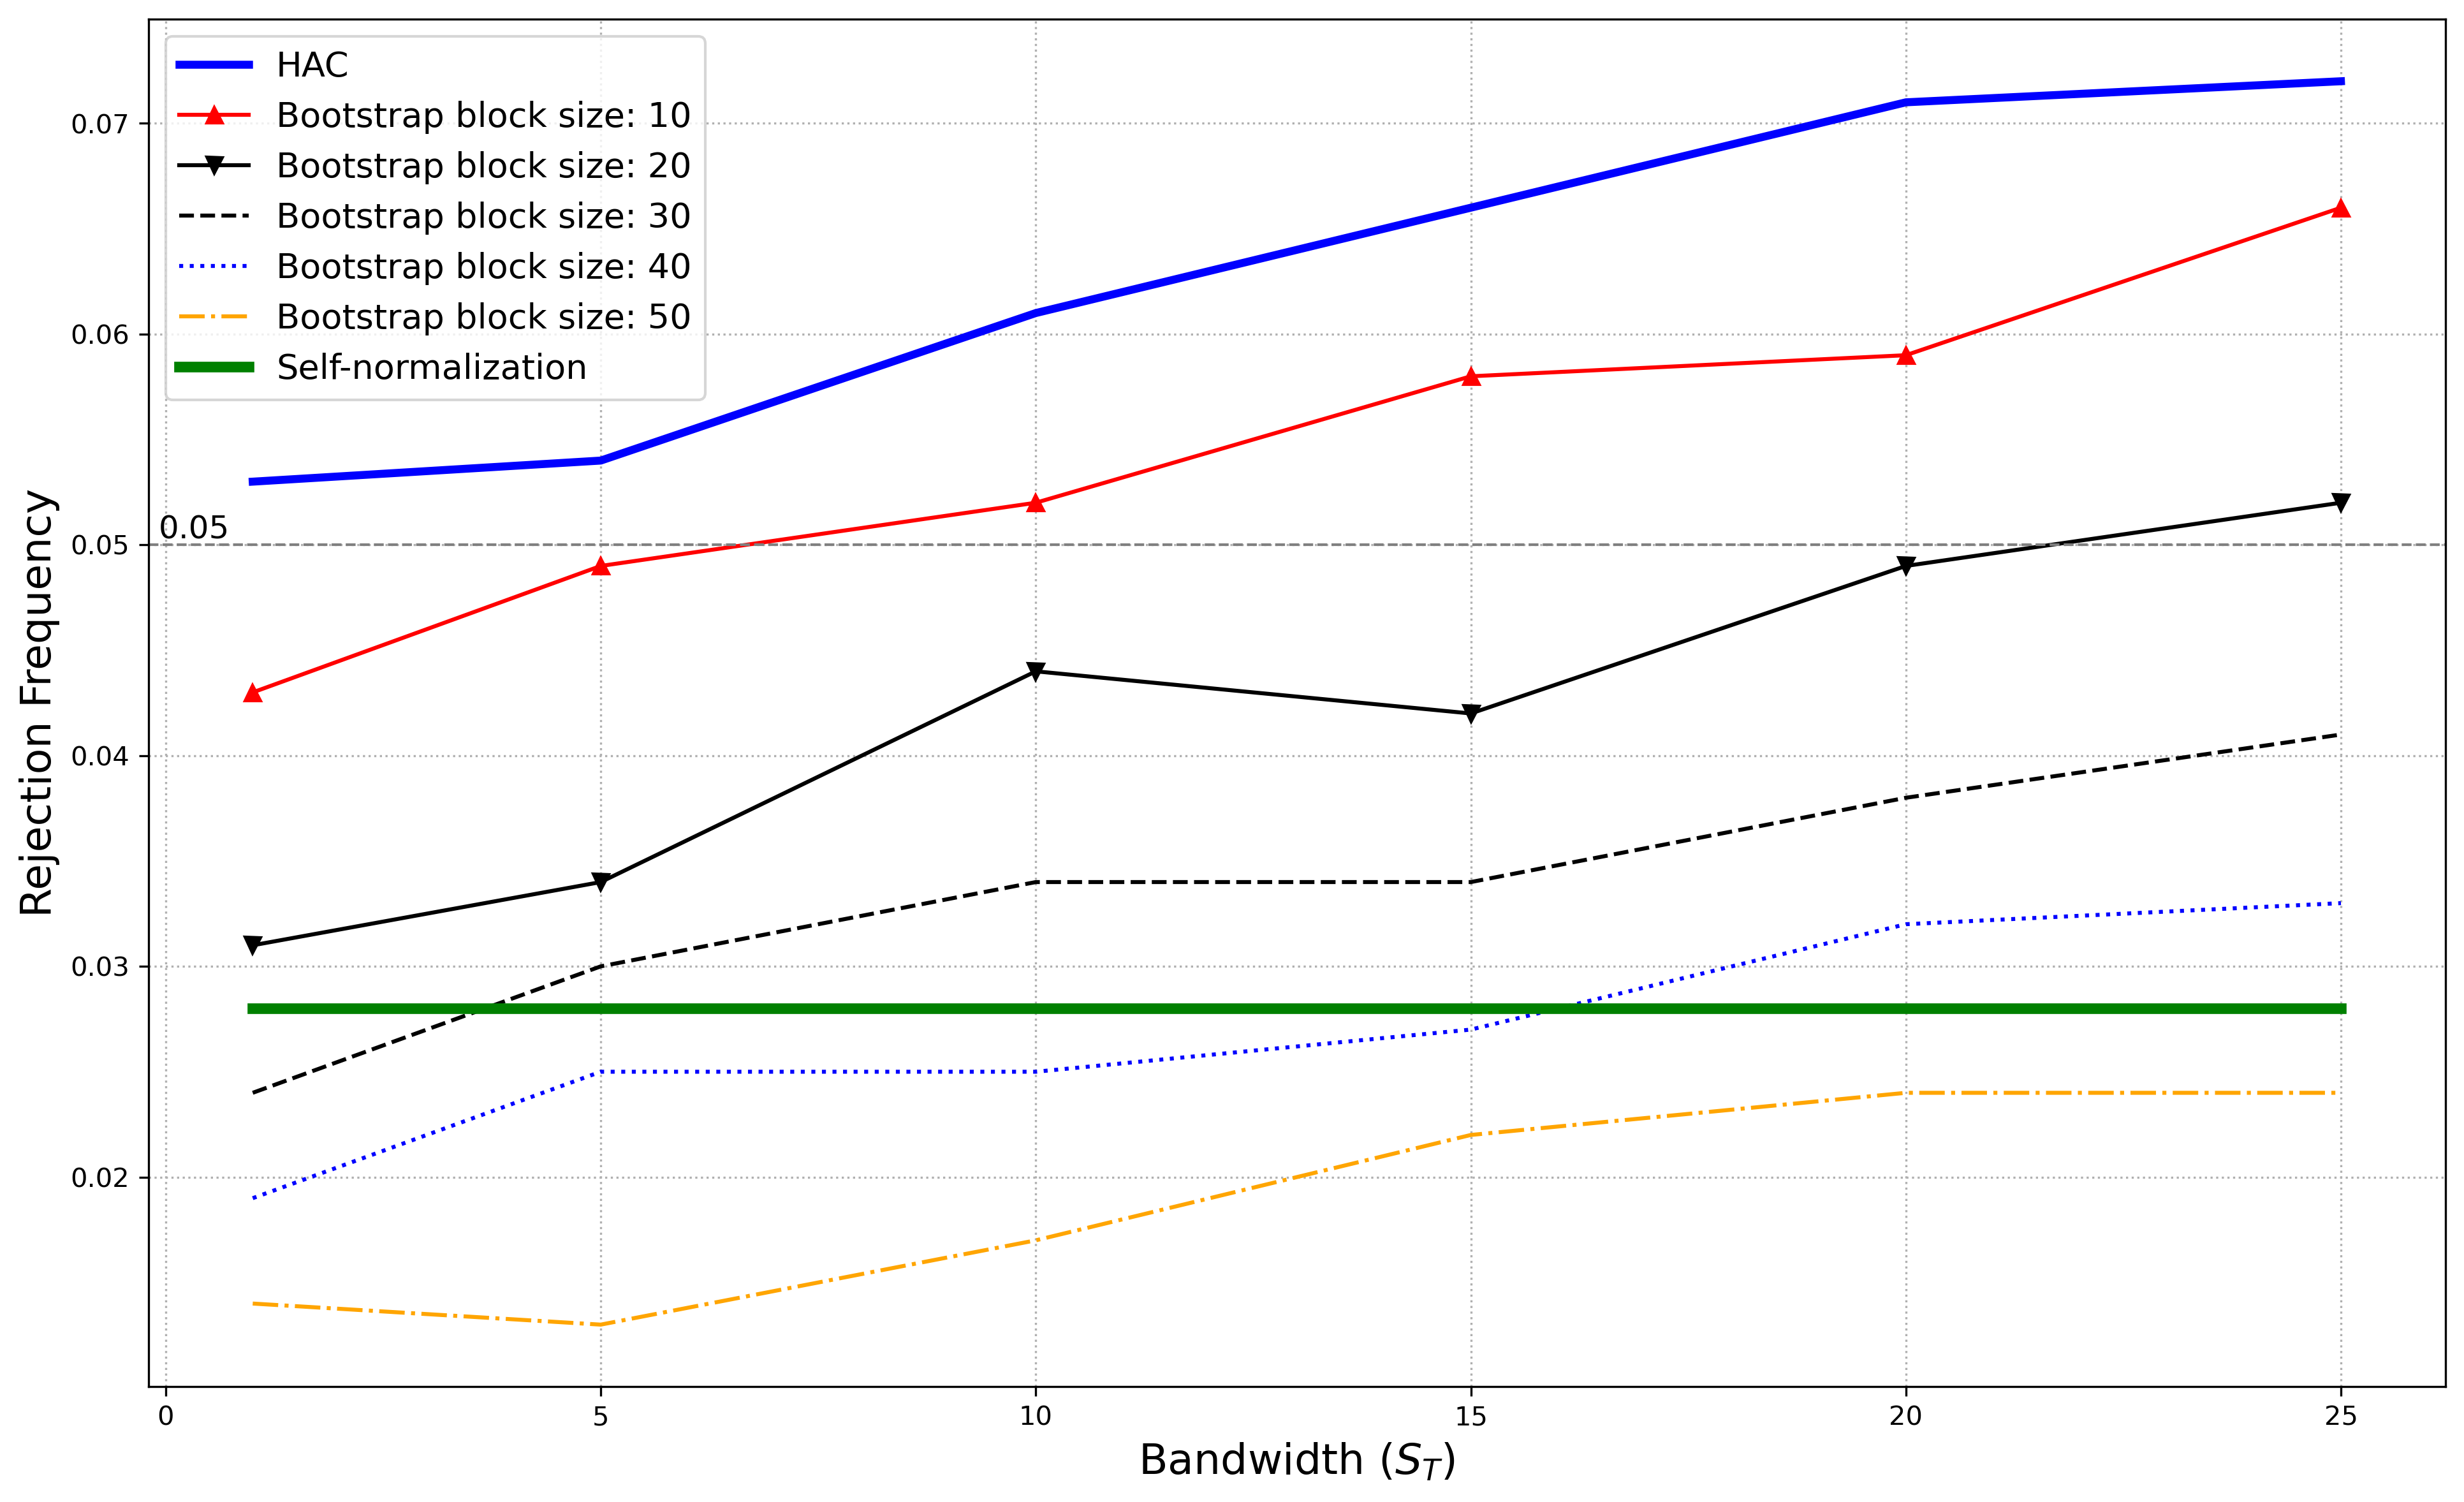 HAC
Bootstrap block size: 10
Bootstrap block size: 20
Bootstrap block size: 30
Bootstrap block size: 40
Bootstrap block size: 50
Self-normalization
0.07
0.06
0.05
0.05
0.04
0.03
0.02
Rejection Frequency
0 5 10 15 20 25
Bandwidth (S_T)